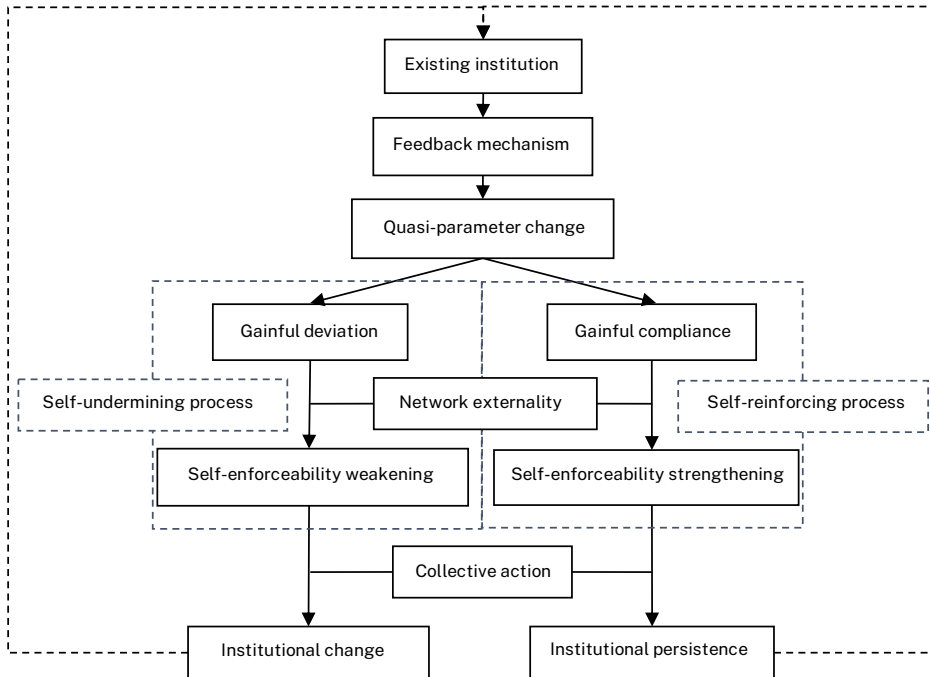 Existing institution
Feedback mechanism
Quasi-parameter change
Gainful deviation
Gainful compliance
Self-undermining process
Network externality
Self-reinforcing process
Self-enforceability weakening
Self-enforceability strengthening
Collective action
Institutional change
Institutional persistence